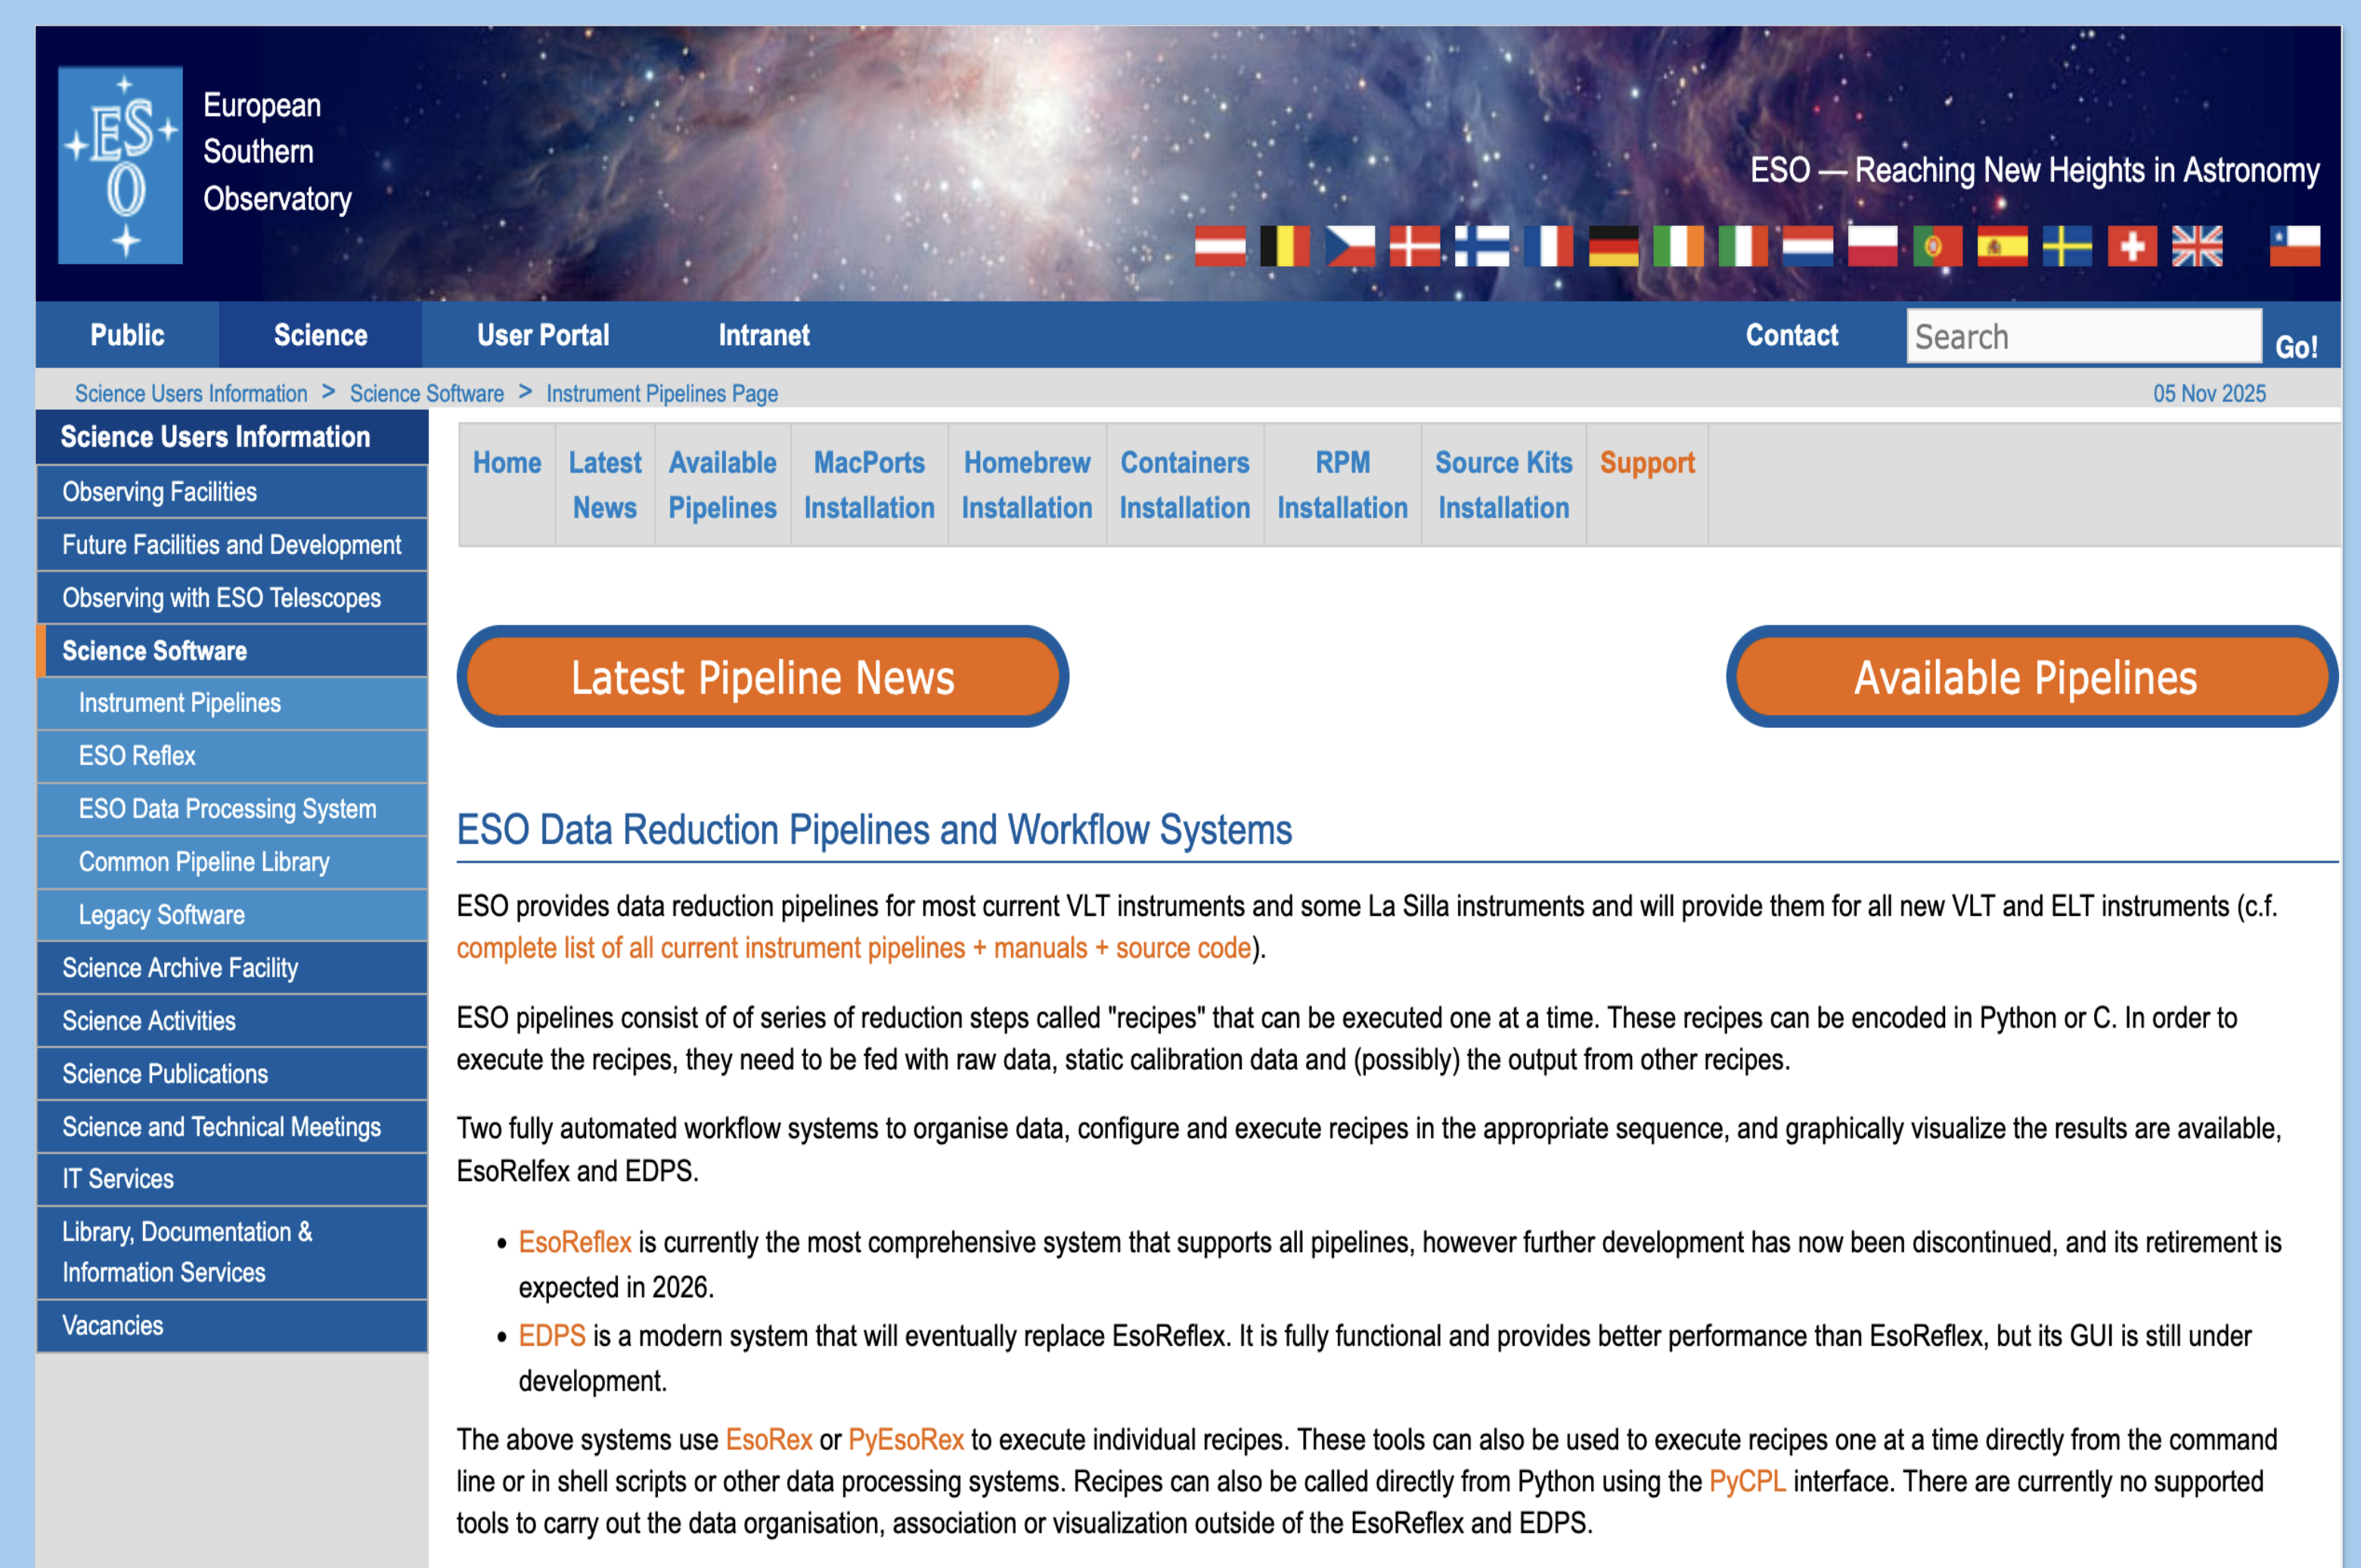 ESO
European
Southern
Observatory
ESO — Reaching New Heights in Astronomy
Public Science User Portal Intranet Contact Search Go!
Science Users Information > Science Software > Instrument Pipelines Page 05 Nov 2025
Science Users Information
Observing Facilities
Future Facilities and Development
Observing with ESO Telescopes
Science Software
Instrument Pipelines
ESO Reflex
ESO Data Processing System
Common Pipeline Library
Legacy Software
Science Archive Facility
Science Activities
Science Publications
Science and Technical Meetings
IT Services
Library, Documentation &
Information Services
Vacancies
Home Latest Available MacPorts Homebrew Containers RPM Source Kits Support
News Pipelines Installation Installation Installation Installation Installation
Latest Pipeline News Available Pipelines
ESO Data Reduction Pipelines and Workflow Systems
ESO provides data reduction pipelines for most current VLT instruments and some La Silla instruments and will provide them for all new VLT and ELT instruments (c.f.
complete list of all current instrument pipelines + manuals + source code).
ESO pipelines consist of of series of reduction steps called "recipes" that can be executed one at a time. These recipes can be encoded in Python or C. In order to
execute the recipes, they need to be fed with raw data, static calibration data and (possibly) the output from other recipes.
Two fully automated workflow systems to organise data, configure and execute recipes in the appropriate sequence, and graphically visualize the results are available,
EsoRelfex and EDPS.
• EsoReflex is currently the most comprehensive system that supports all pipelines, however further development has now been discontinued, and its retirement is
expected in 2026.
• EDPS is a modern system that will eventually replace EsoReflex. It is fully functional and provides better performance than EsoReflex, but its GUI is still under
development.
The above systems use EsoRex or PyEsoRex to execute individual recipes. These tools can also be used to execute recipes one at a time directly from the command
line or in shell scripts or other data processing systems. Recipes can also be called directly from Python using the PyCPL interface. There are currently no supported
tools to carry out the data organisation, association or visualization outside of the EsoReflex and EDPS.